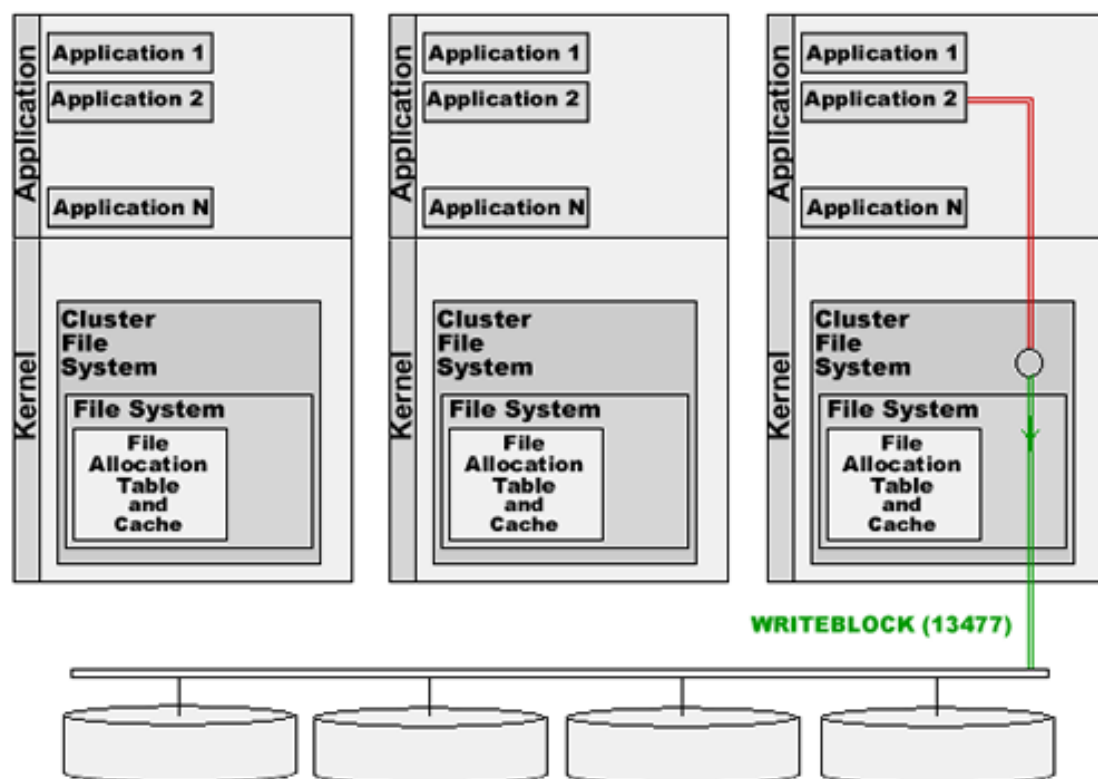 Application
Application 1
Application 2
Application N
Kernel
Cluster
File
System
File System
File
Allocation
Table
and
Cache
Application
Application 1
Application 2
Application N
Kernel
Cluster
File
System
File System
File
Allocation
Table
and
Cache
Application
Application 1
Application 2
Application N
Kernel
Cluster
File
System
File System
File
Allocation
Table
and
Cache
WRITEBLOCK (13477)